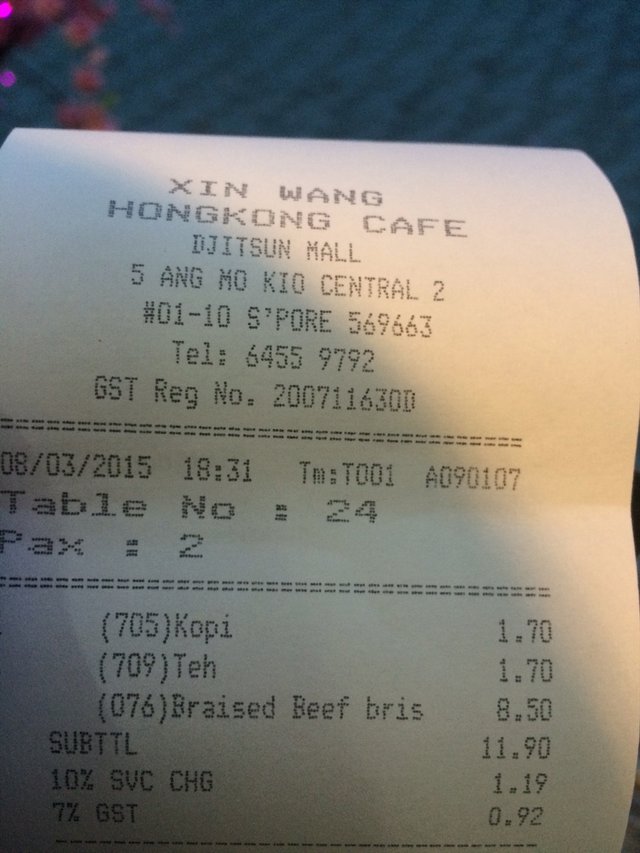 XIN WANG
HONGKONG CAFE
DJITSUN MALL
5 ANG MO KIO CENTRAL 2
#01-10 S'PORE 569663
Tel: 6455 9792
GST Reg No. 200711630D
08/03/2015 18:31 Tm:T001 A090107
Table No : 24
Pax : 2
(705)Kopi 1.70
(709)Teh 1.70
(076)Braised Beef bris 8.50
SUBTTL 11.90
10% SVC CHG 1.19
7% GST 0.92